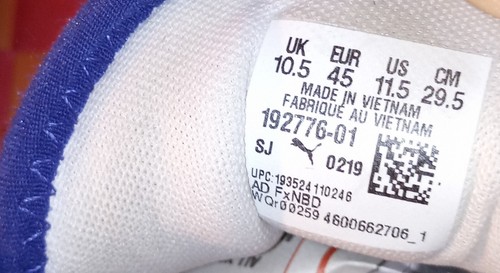 UK EUR US CM
10.5 45 11.5 29.5
MADE IN VIETNAM
FABRIQUÉ AU VIETNAM
192776-01
SJ 0219
UPC:193524110246
AD FxNBD
WQr00259 4600662706_1